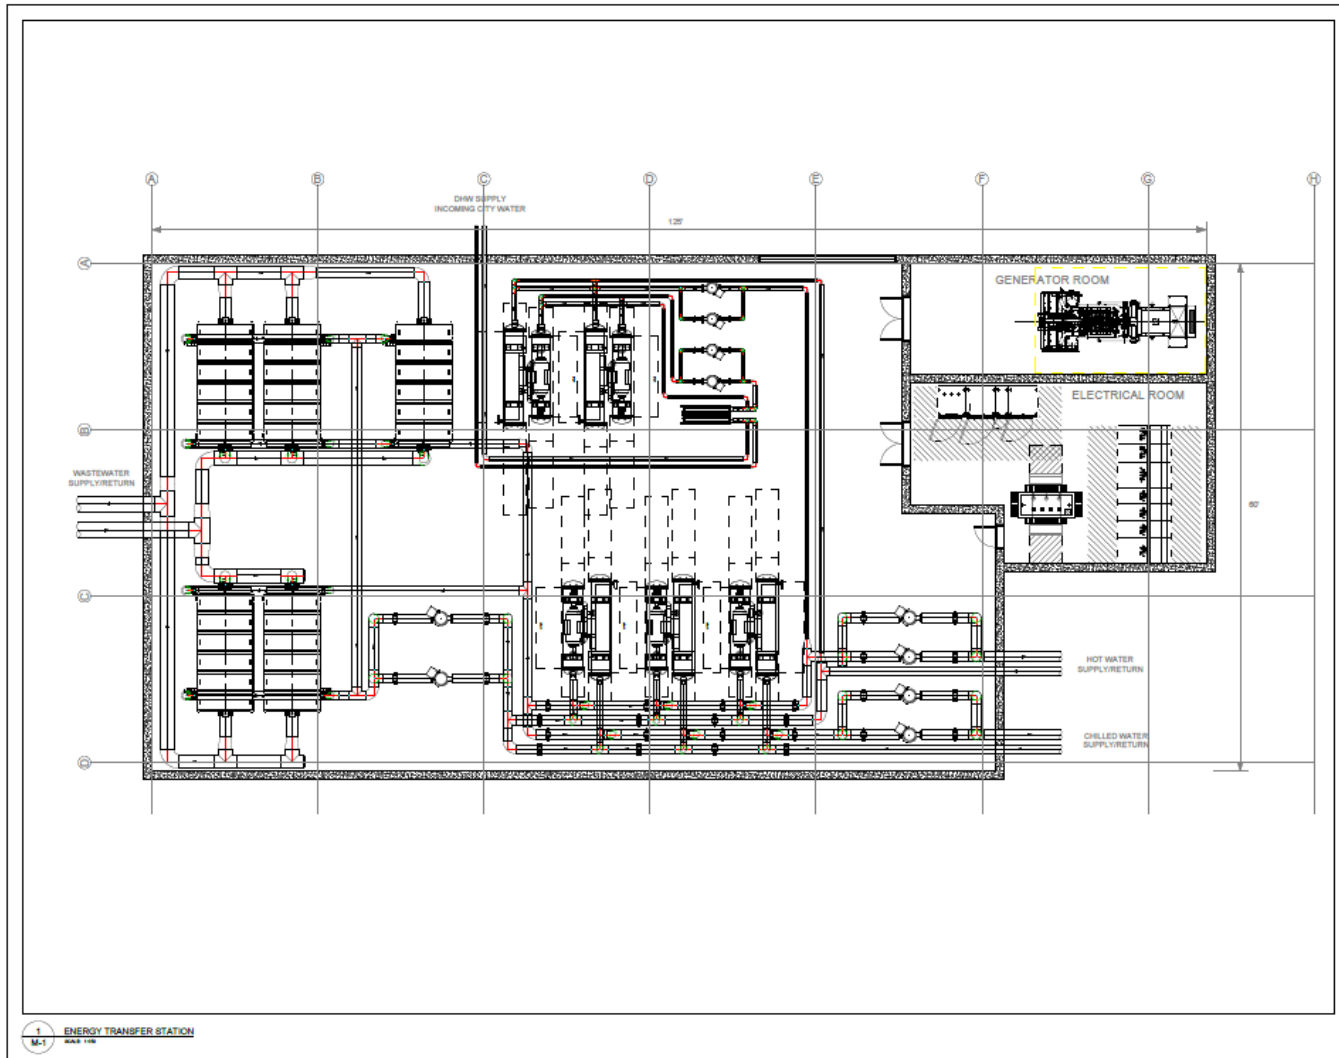 A B C D E F G H
DHW SUPPLY
INCOMING CITY WATER
125'
A
GENERATOR ROOM
ELECTRICAL ROOM
B
WASTEWATER
SUPPLY/RETURN
60'
C
HOT WATER
SUPPLY/RETURN
CHILLED WATER
SUPPLY/RETURN
D
1
M-1
ENERGY TRANSFER STATION